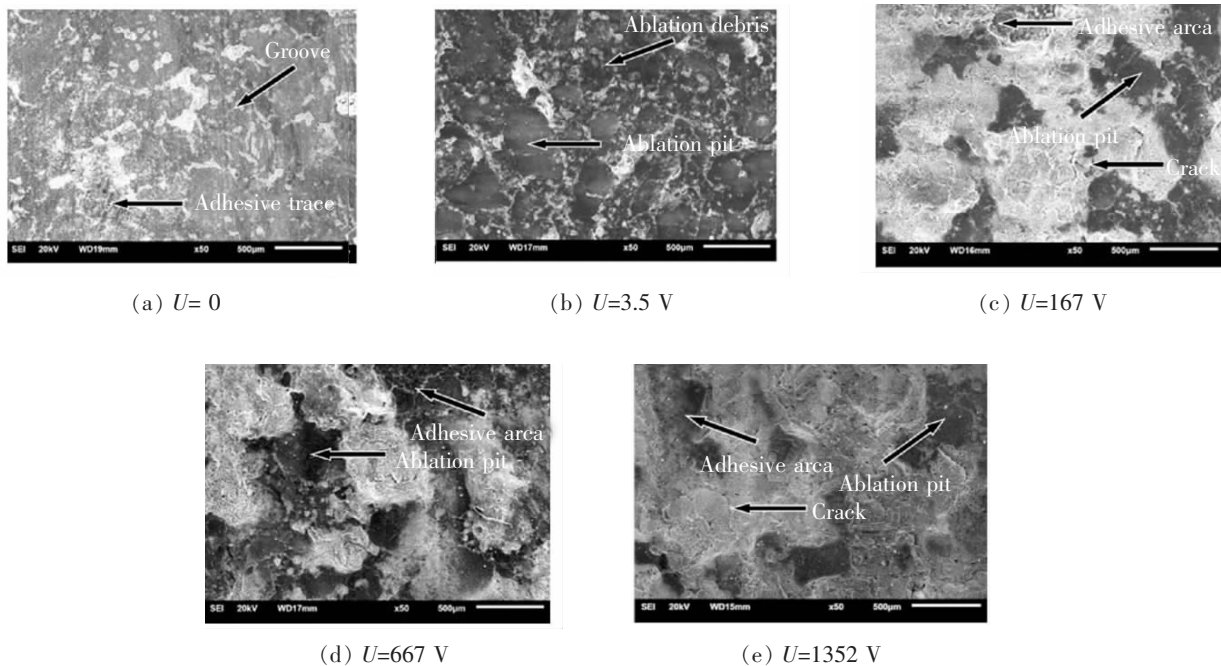 Groove
Adhesive trace
SEI 20kV WD19mm x50 500μm
(a) U= 0
Ablation debris
Ablation pit
SEI 20kV WD17mm x50 500μm
(b) U=3.5 V
Adhesive arca
Ablation pit
Crack
SEI 20kV WD16mm x50 500μm
(c) U=167 V
Adhesive arca
Ablation pit
SEI 20kV WD17mm x50 500μm
(d) U=667 V
Adhesive arca
Ablation pit
Crack
SEI 20kV WD15mm x50 500μm
(e) U=1352 V